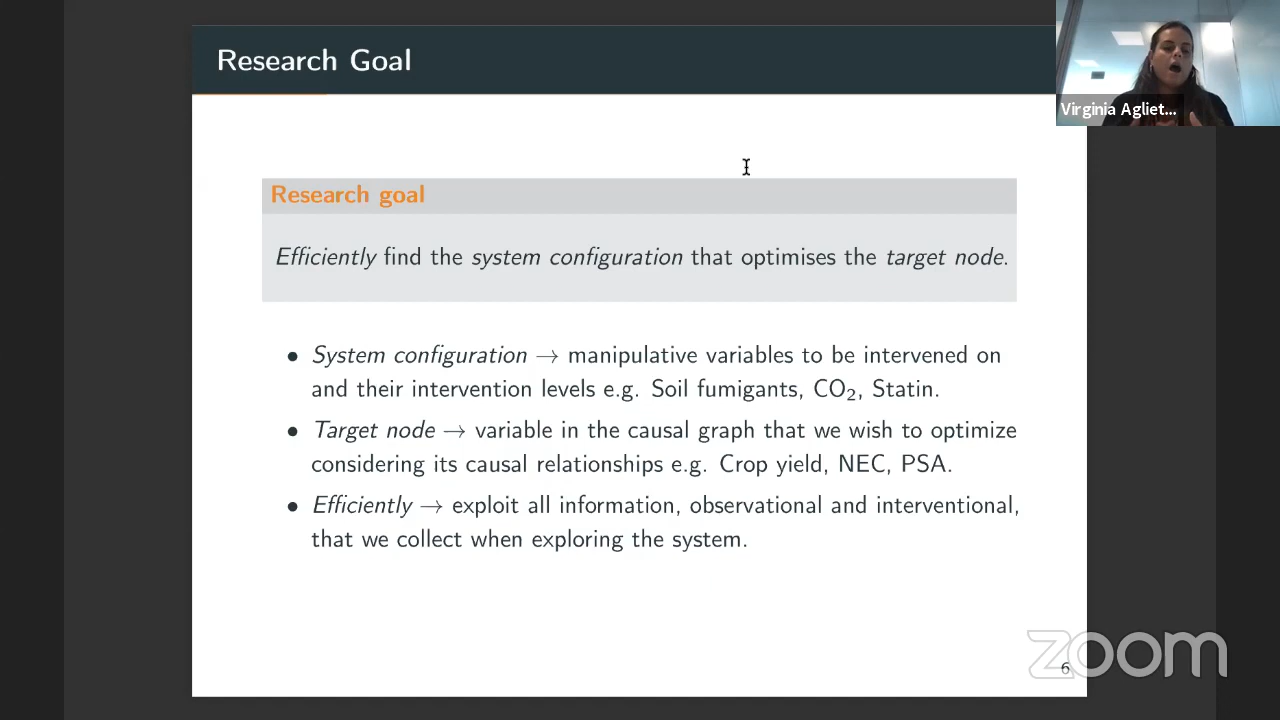 Research Goal
Virginia Agliet...
Research goal
Efficiently find the system configuration that optimises the target node.
• System configuration → manipulative variables to be intervened on
and their intervention levels e.g. Soil fumigants, CO₂, Statin.
• Target node → variable in the causal graph that we wish to optimize
considering its causal relationships e.g. Crop yield, NEC, PSA.
• Efficiently → exploit all information, observational and interventional,
that we collect when exploring the system.
zoom
6